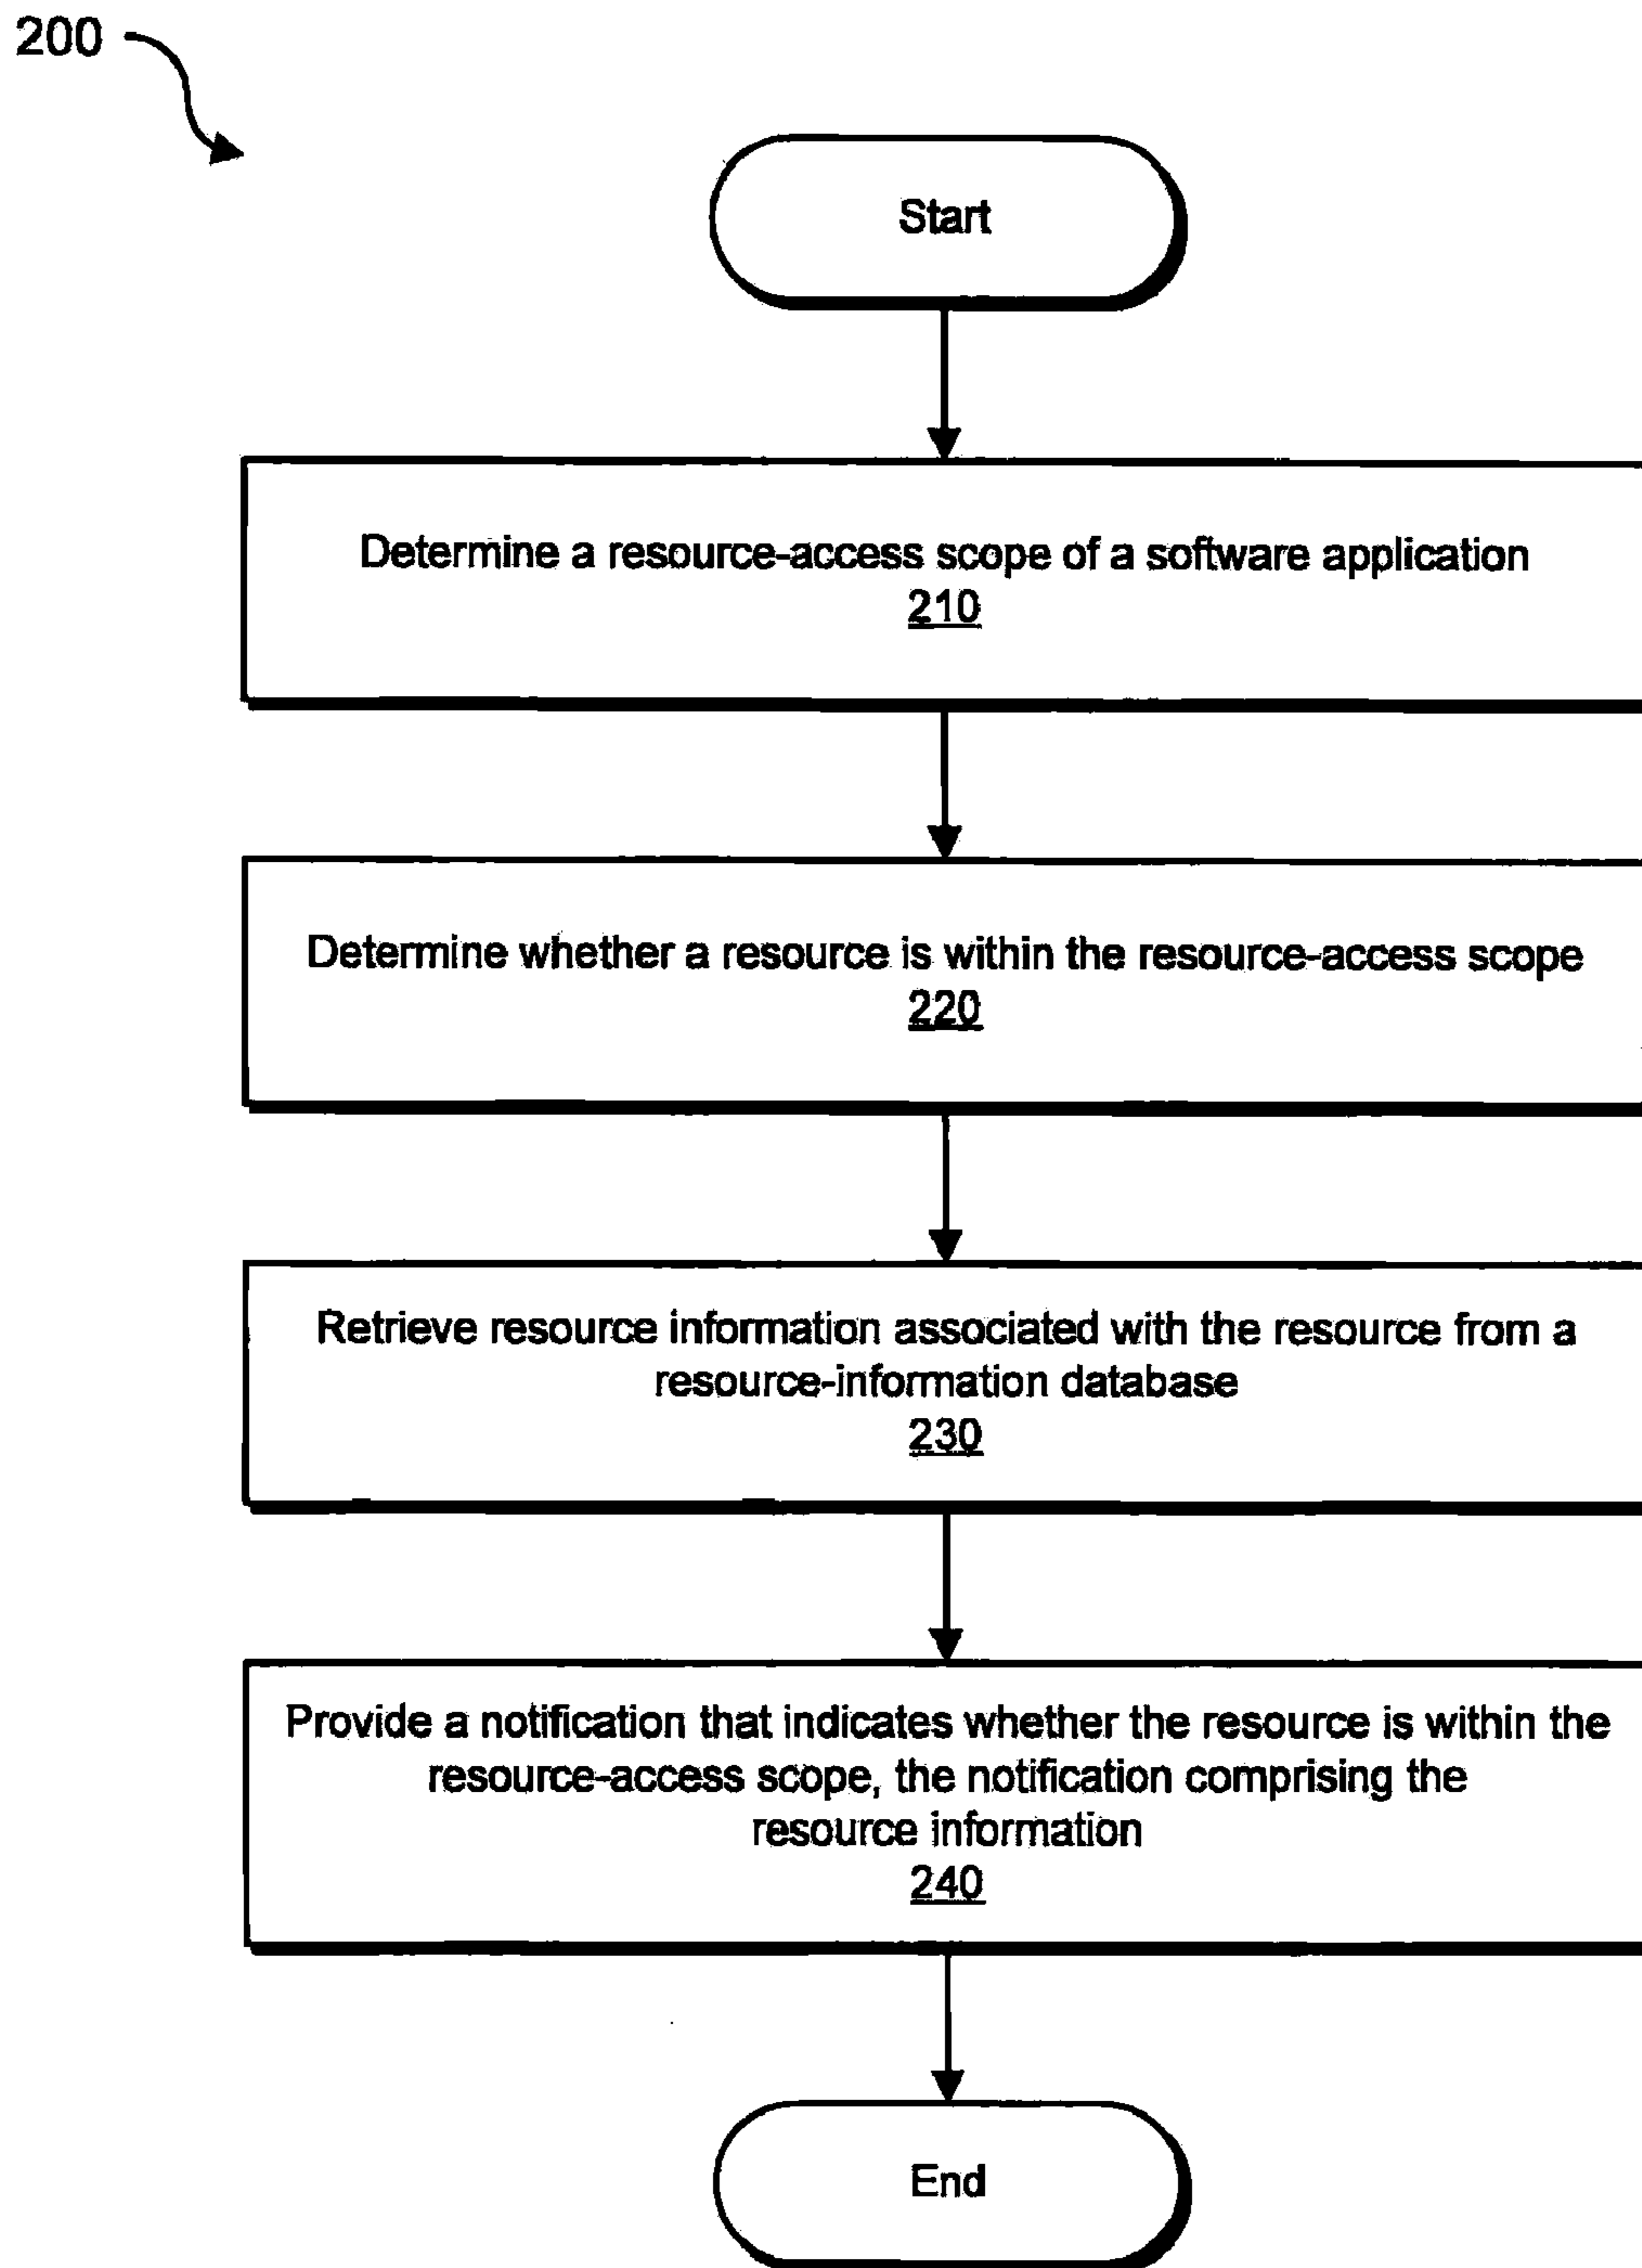 200
Start
Determine a resource-access scope of a software application
210
Determine whether a resource is within the resource-access scope
220
Retrieve resource information associated with the resource from a
resource-information database
230
Provide a notification that indicates whether the resource is within the
resource-access scope, the notification comprising the
resource information
240
End